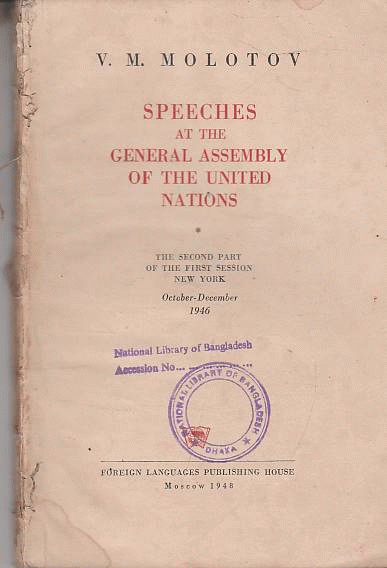 V. M. MOLOTOV
SPEECHES
AT THE
GENERAL ASSEMBLY
OF THE UNITED
NATIONS
*
THE SECOND PART
OF THE FIRST SESSION
NEW YORK
October-December
1946
National Library of Bangladesh
Accession No... ... ... ... ... ...
NATIONAL LIBRARY OF BANGLADESH
★ DHAKA ★
FOREIGN LANGUAGES PUBLISHING HOUSE
Moscow 1948